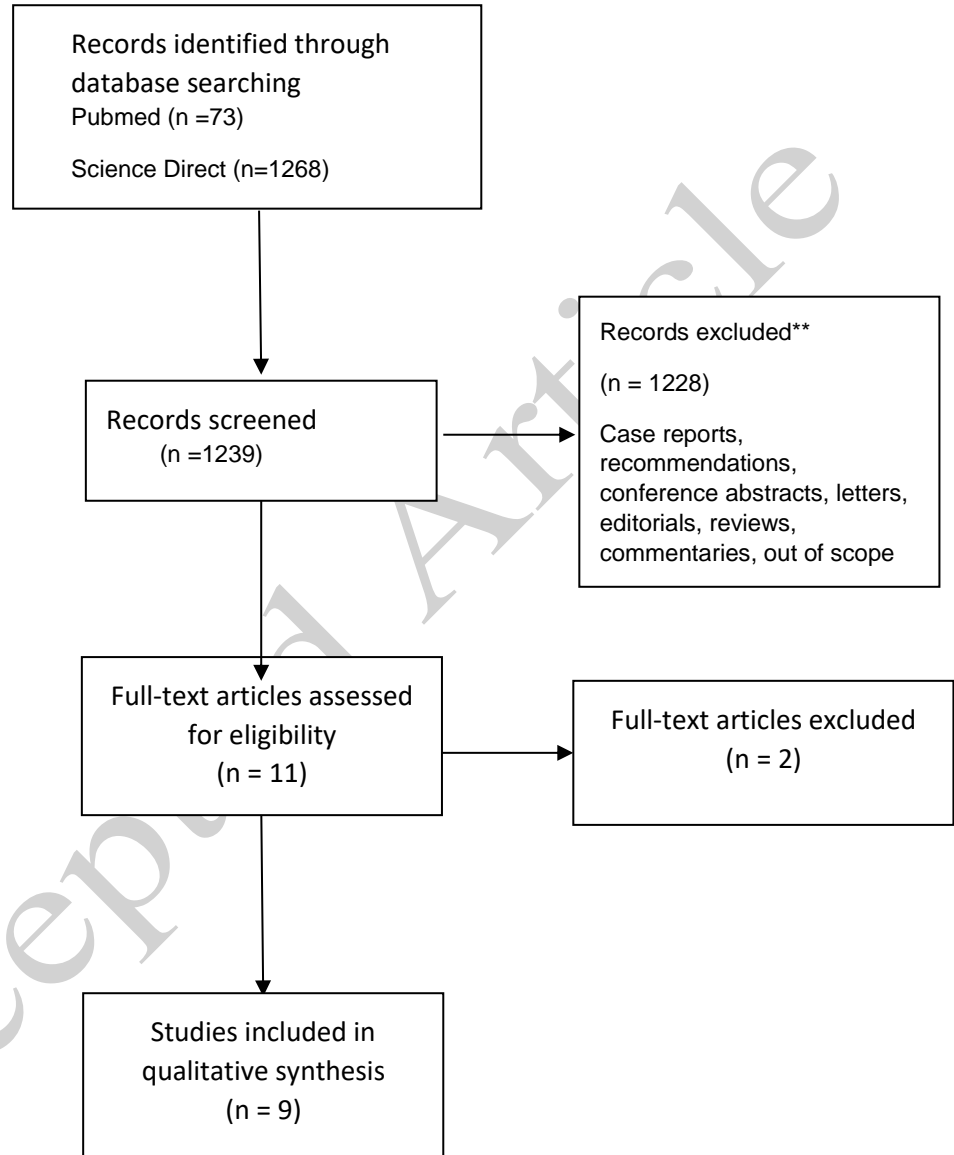 Records identified through
database searching
Pubmed (n =73)
Science Direct (n=1268)
Records excluded**
(n = 1228)
Case reports,
recommendations,
conference abstracts, letters,
editorials, reviews,
commentaries, out of scope
Records screened
(n =1239)
Full-text articles assessed
for eligibility
(n = 11)
Full-text articles excluded
(n = 2)
Studies included in
qualitative synthesis
(n = 9)
cepted Article